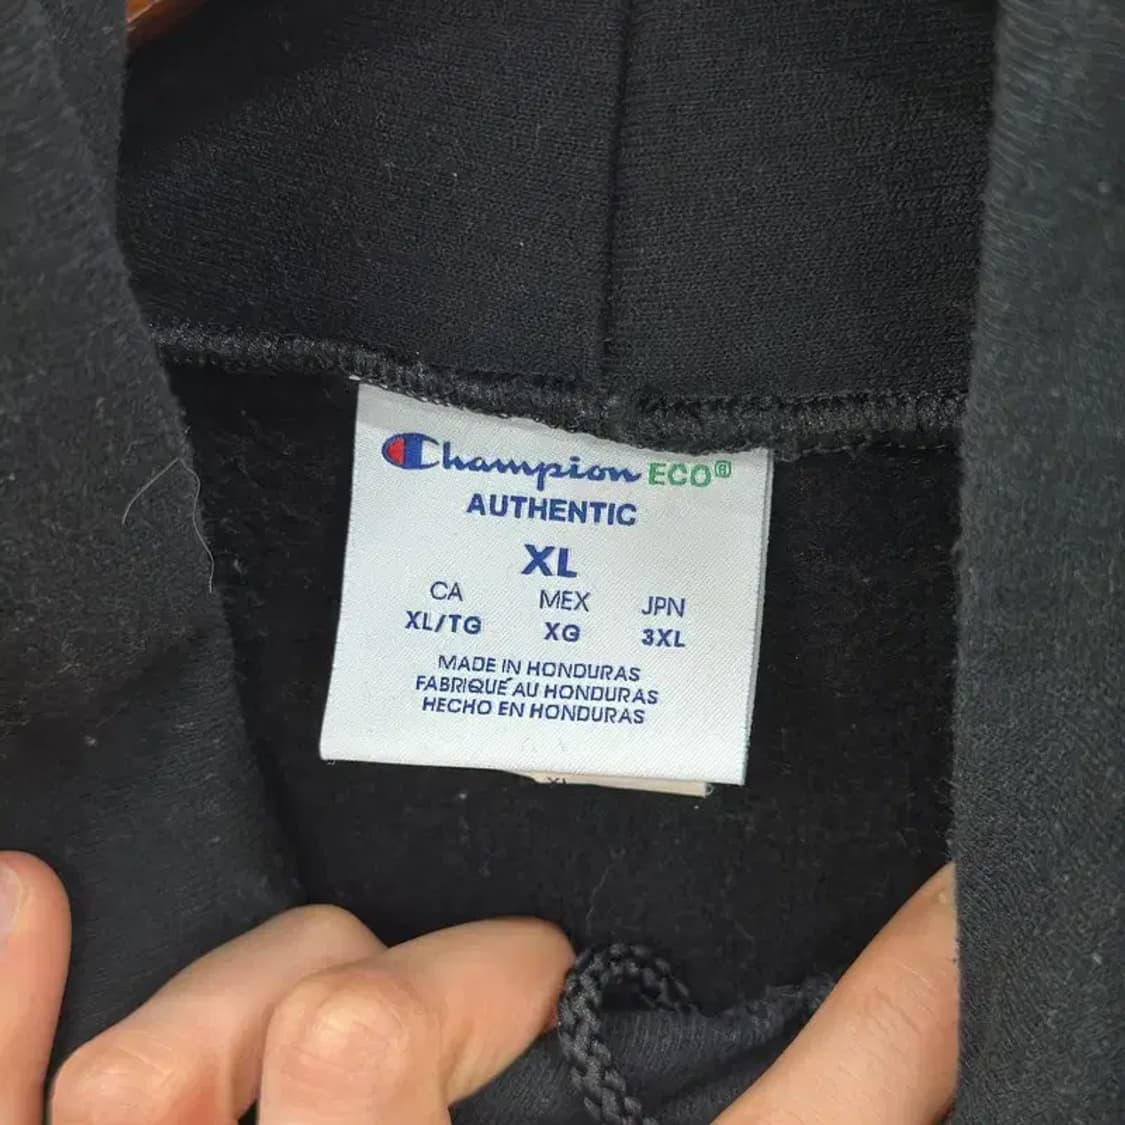 Champion ECO®
AUTHENTIC
XL
CA MEX JPN
XL/TG XG 3XL
MADE IN HONDURAS
FABRIQUÉ AU HONDURAS
HECHO EN HONDURAS